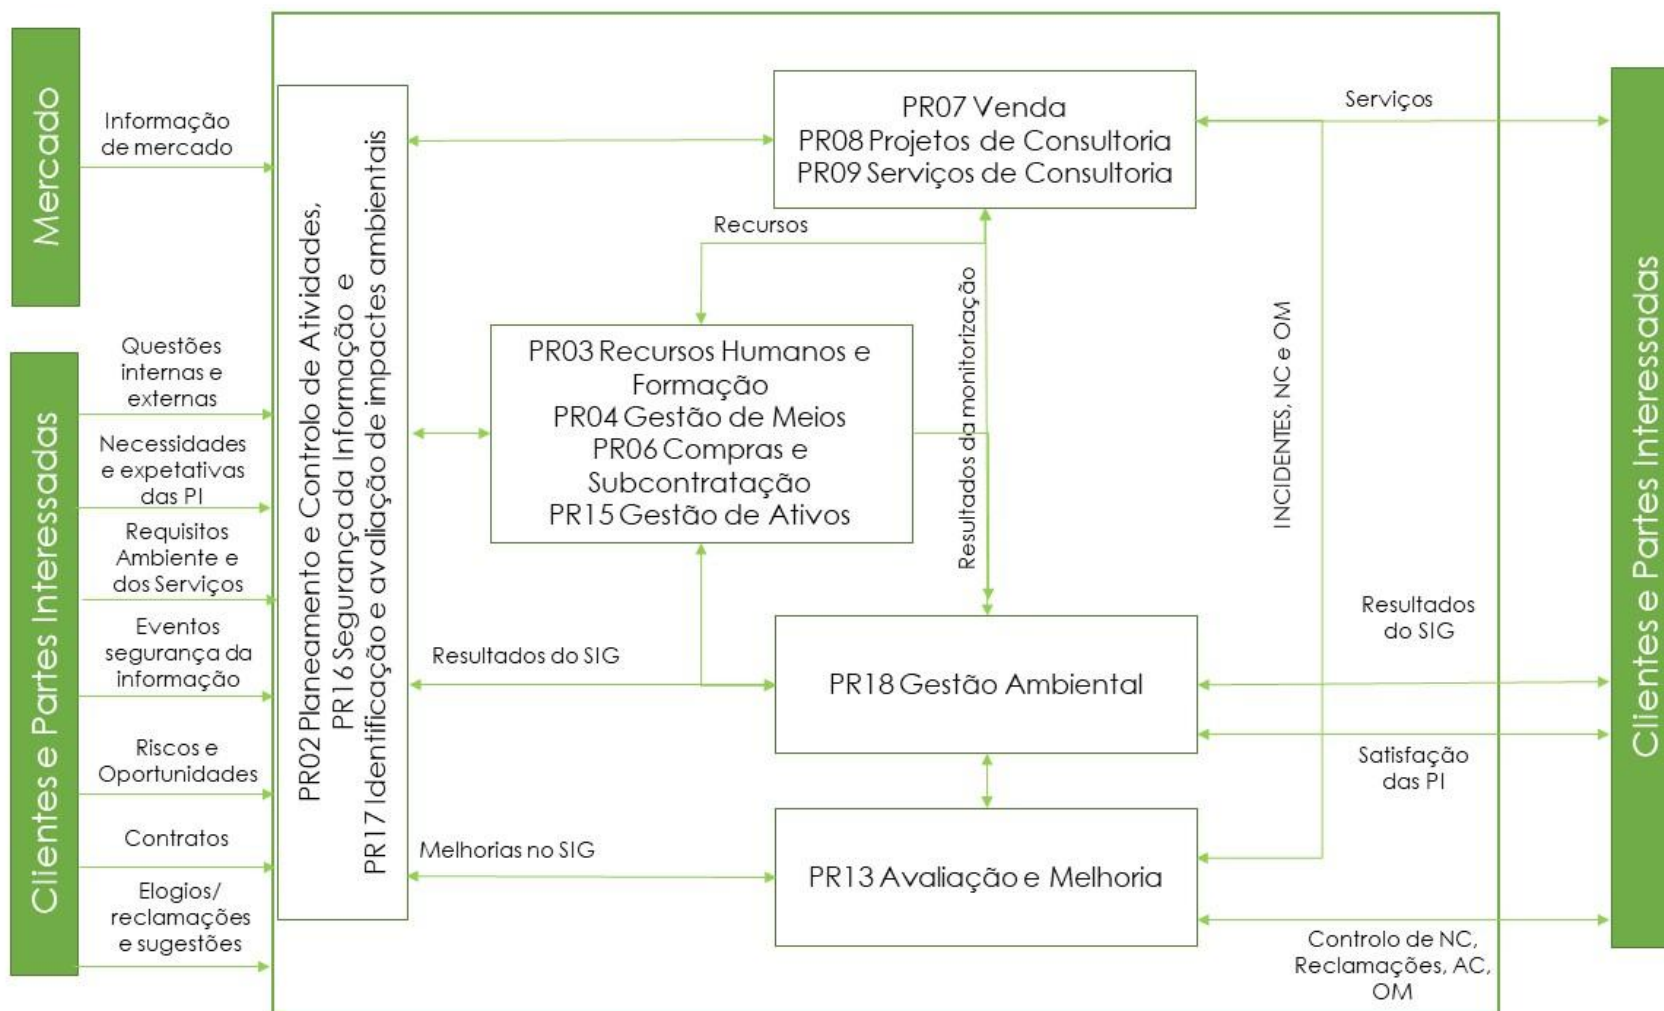 Mercado
Informação
de mercado
Clientes e Partes Interessadas
Questões
internas e
externas
Necessidades
e expetativas
das PI
Requisitos
Ambiente e
dos Serviços
Eventos
segurança da
informação
Riscos e
Oportunidades
Contratos
Elogios/
reclamações
e sugestões
PR02 Planeamento e Controlo de Atividades,
PR16 Segurança da Informação e
PR17 Identificação e avaliação de impactes ambientais
PR07 Venda
PR08 Projetos de Consultoria
PR09 Serviços de Consultoria
Recursos
PR03 Recursos Humanos e
Formação
PR04 Gestão de Meios
PR06 Compras e
Subcontratação
PR15 Gestão de Ativos
Resultados da monitorização
INCIDENTES, NC e OM
Resultados do SIG
PR18 Gestão Ambiental
Melhorias no SIG
PR13 Avaliação e Melhoria
Serviços
Resultados
do SIG
Satisfação
das PI
Controlo de NC,
Reclamações, AC,
OM
Clientes e Partes Interessadas